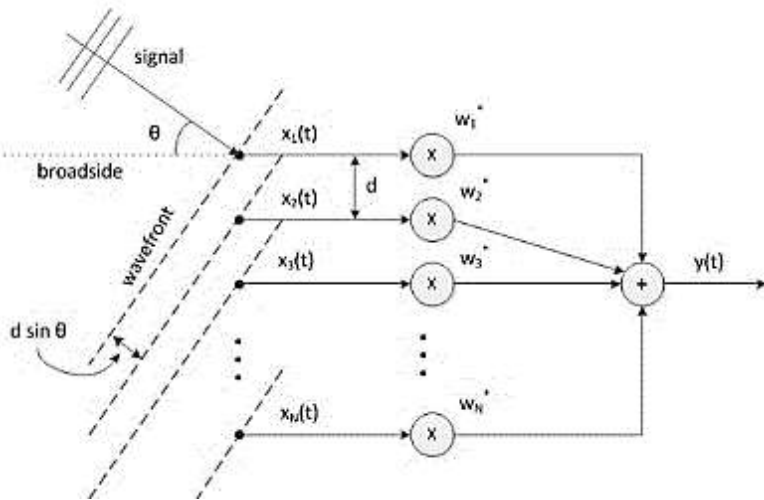 signal
θ
broadside
wavefront
d sin θ
x₁(t)
d
x₂(t)
x₃(t)
xN(t)
w₁*
x
w₂*
x
w₃*
x
wN*
x
+
y(t)